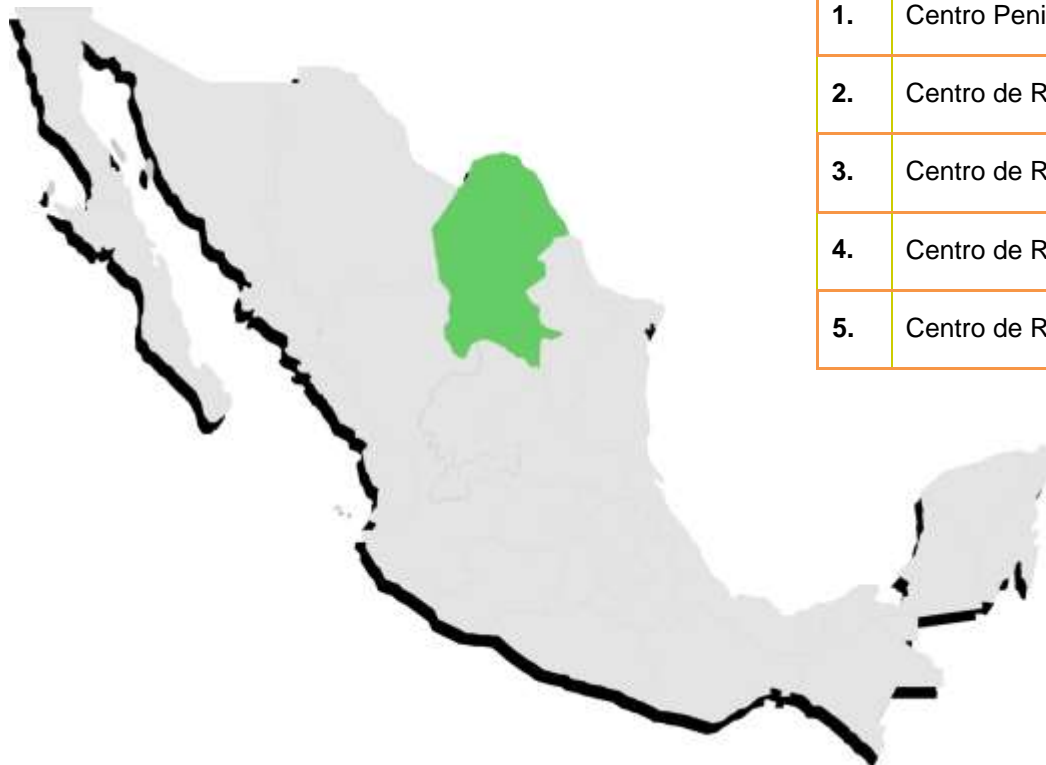 1. Centro Peni
2. Centro de R
3. Centro de R
4. Centro de R
5. Centro de R